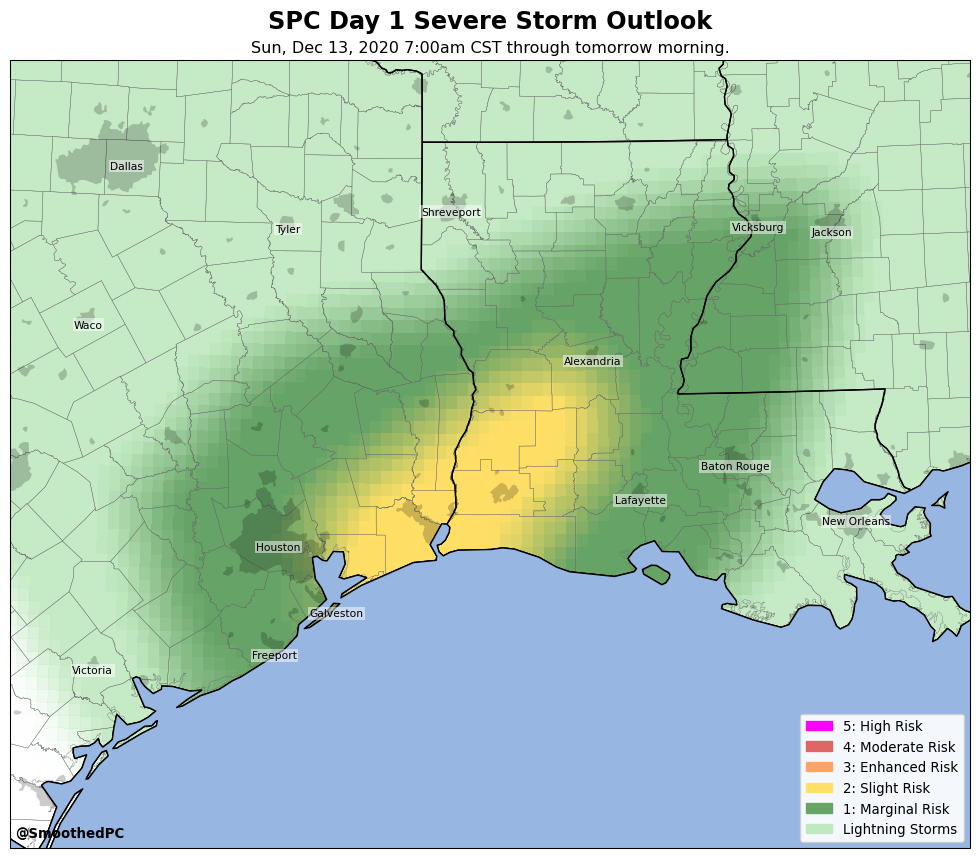 SPC Day 1 Severe Storm Outlook
Sun, Dec 13, 2020 7:00am CST through tomorrow morning.
Dallas
Shreveport
Tyler
Vicksburg
Jackson
Waco
Alexandria
Baton Rouge
Lafayette
New Orleans
Houston
Galveston
Freeport
Victoria
5: High Risk
4: Moderate Risk
3: Enhanced Risk
2: Slight Risk
1: Marginal Risk
Lightning Storms
@SmoothedPC